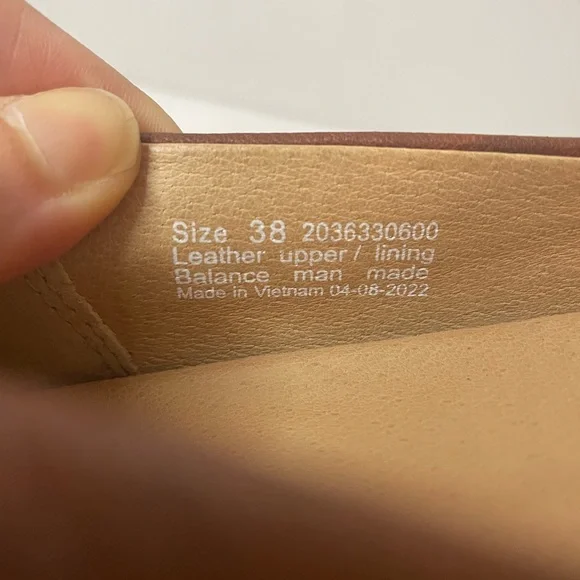 Size 38 2036330600
Leather upper / lining
Balance man made
Made in Vietnam 04-08-2022